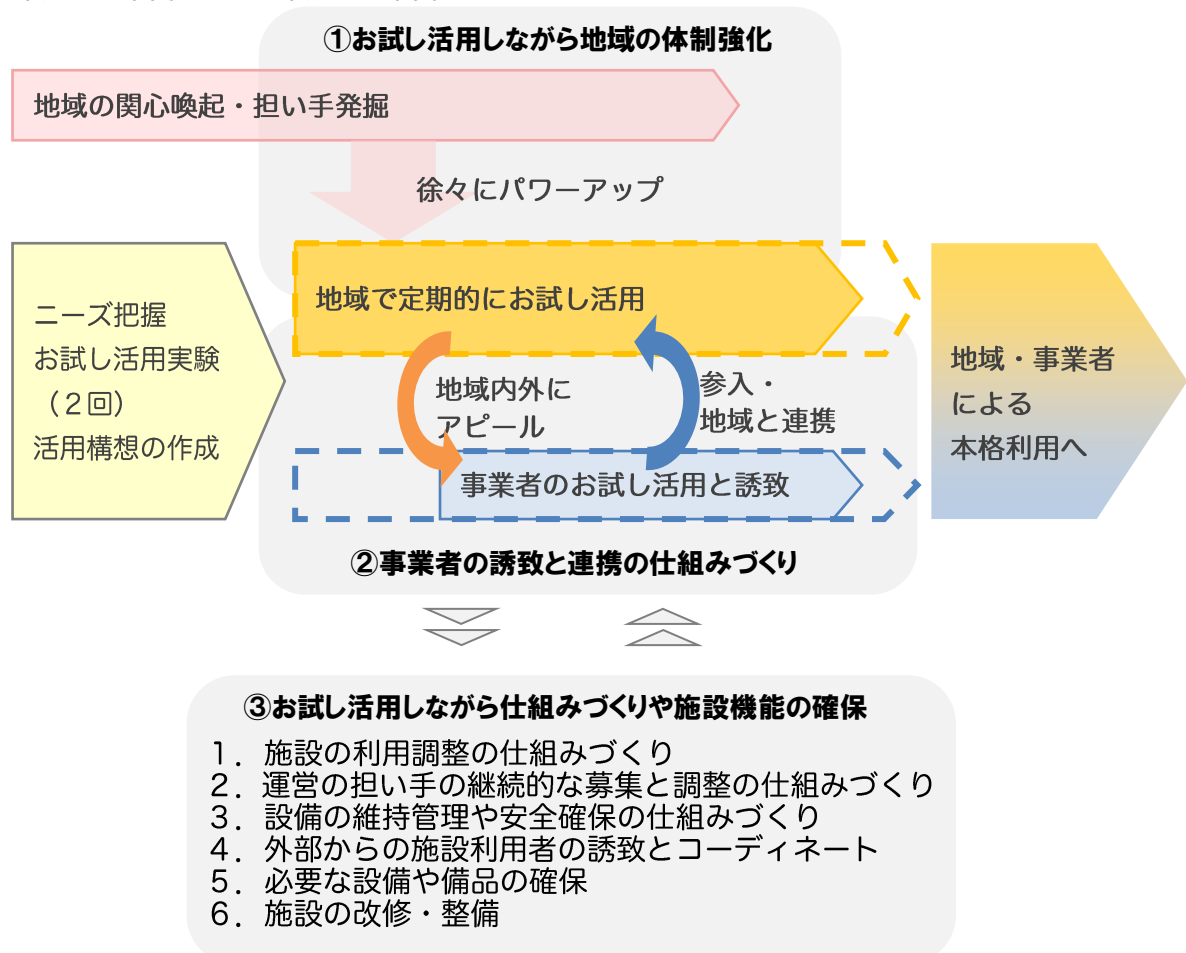 ①お試し活用しながら地域の体制強化
地域の関心喚起・担い手発掘
徐々にパワーアップ
ニーズ把握
お試し活用実験
（２回）
活用構想の作成
地域で定期的にお試し活用
地域内外に
アピール
参入・
地域と連携
事業者のお試し活用と誘致
②事業者の誘致と連携の仕組みづくり
地域・事業者
による
本格利用へ
③お試し活用しながら仕組みづくりや施設機能の確保
１．施設の利用調整の仕組みづくり
２．運営の担い手の継続的な募集と調整の仕組みづくり
３．設備の維持管理や安全確保の仕組みづくり
４．外部からの施設利用者の誘致とコーディネート
５．必要な設備や備品の確保
６．施設の改修・整備